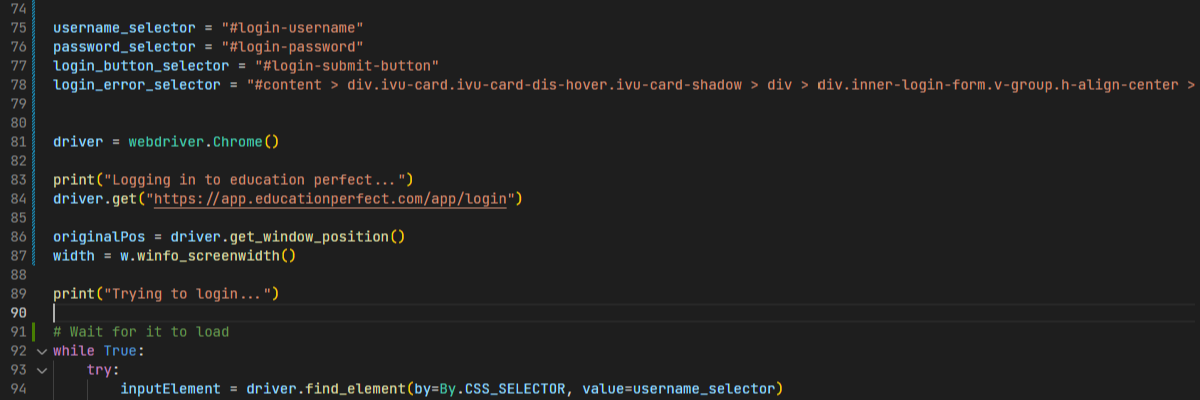 74
75 username_selector = "#login-username"
76 password_selector = "#login-password"
77 login_button_selector = "#login-submit-button"
78 login_error_selector = "#content > div.ivu-card.ivu-card-dis-hover.ivu-card-shadow > div > div.inner-login-form.v-group.h-align-center >
79
80
81 driver = webdriver.Chrome()
82
83 print("Logging in to education perfect...")
84 driver.get("https://app.educationperfect.com/app/login")
85
86 originalPos = driver.get_window_position()
87 width = w.winfo_screenwidth()
88
89 print("Trying to login...")
90
91 # Wait for it to load
92 while True:
93 try:
94 inputElement = driver.find_element(by=By.CSS_SELECTOR, value=username_selector)